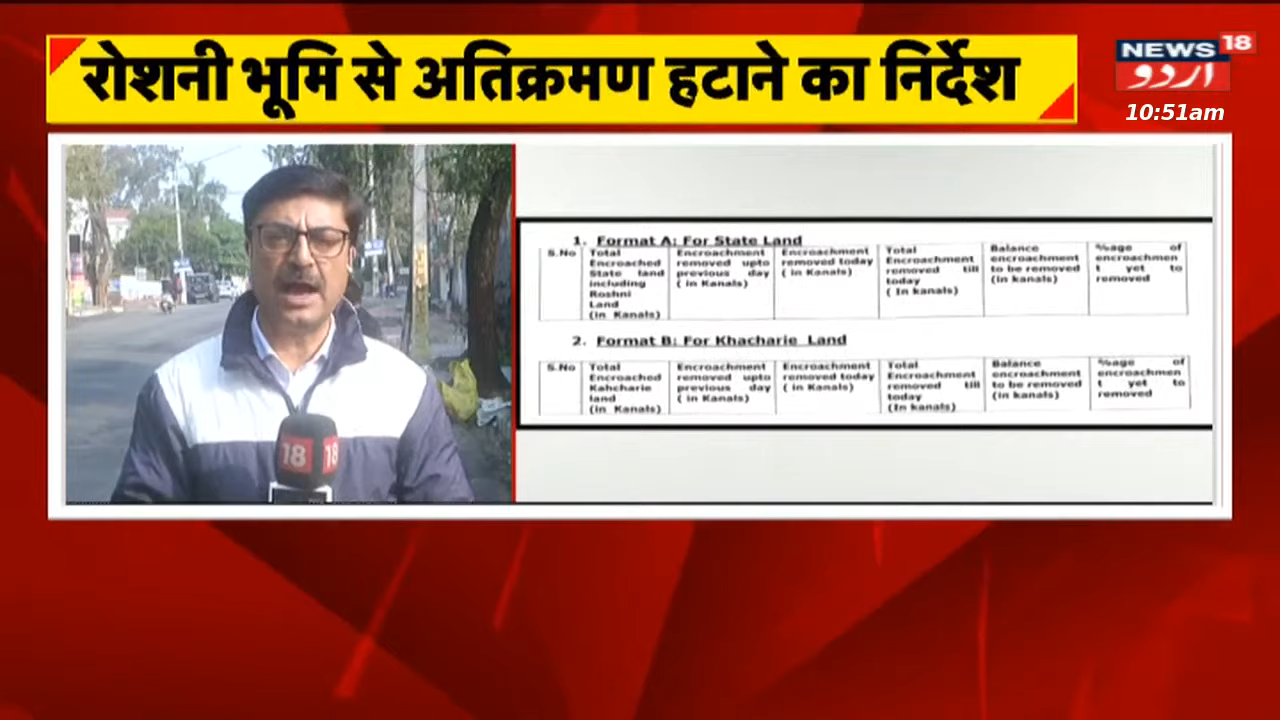 रोशनी भूमि से अतिक्रमण हटाने का निर्देश
NEWS 18
اردو
10:51am
18 18
1. Format A: For State Land
S.No
Total
Encroached
State land
including
Roshni
Land
(in Kanals)
Encroachment
removed upto
previous day
( in Kanals)
Encroachment
removed today
( in Kanals)
Total
Encroachment
removed till
today
( In kanals)
Balance
encroachment
to be removed
(in kanals)
%age of
encroachmen
t yet to
removed
2. Format B: For Khacharie Land
S.No
Total
Encroached
Kahcharie
land
(in Kanals)
Encroachment
removed upto
previous day
( in Kanals)
Encroachment
removed today
( in Kanals)
Total
Encroachment
removed till
today
(In kanals)
Balance
encroachment
to be removed
(in kanals)
%age of
encroachmen
t yet to
removed